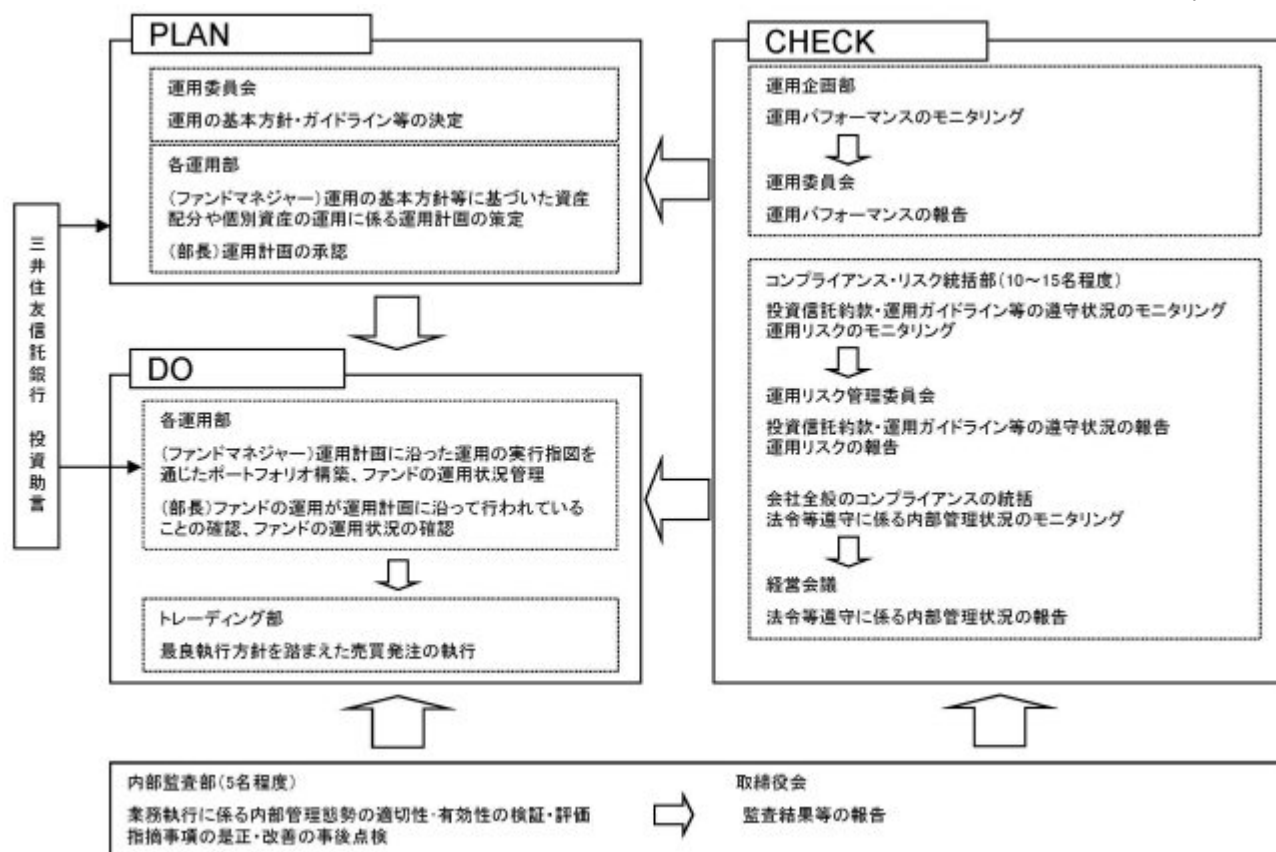 PLAN
運用委員会
運用の基本方針・ガイドライン等の決定
各運用部
(ファンドマネジャー)運用の基本方針等に基づいた資産
配分や個別資産の運用に係る運用計画の策定
(部長)運用計画の承認
三井住友信託銀行 投資助言
DO
各運用部
(ファンドマネジャー)運用計画に沿った運用の実行指図を
通じたポートフォリオ構築、ファンドの運用状況管理
(部長)ファンドの運用が運用計画に沿って行われている
ことの確認、ファンドの運用状況の確認
トレーディング部
最良執行方針を踏まえた売買発注の執行
CHECK
運用企画部
運用パフォーマンスのモニタリング
運用委員会
運用パフォーマンスの報告
コンプライアンス・リスク統括部(10~15名程度)
投資信託約款・運用ガイドライン等の遵守状況のモニタリング
運用リスクのモニタリング
運用リスク管理委員会
投資信託約款・運用ガイドライン等の遵守状況の報告
運用リスクの報告
会社全般のコンプライアンスの統括
法令等遵守に係る内部管理状況のモニタリング
経営会議
法令等遵守に係る内部管理状況の報告
内部監査部(5名程度)
業務執行に係る内部管理態勢の適切性・有効性の検証・評価
指摘事項の是正・改善の事後点検
取締役会
監査結果等の報告